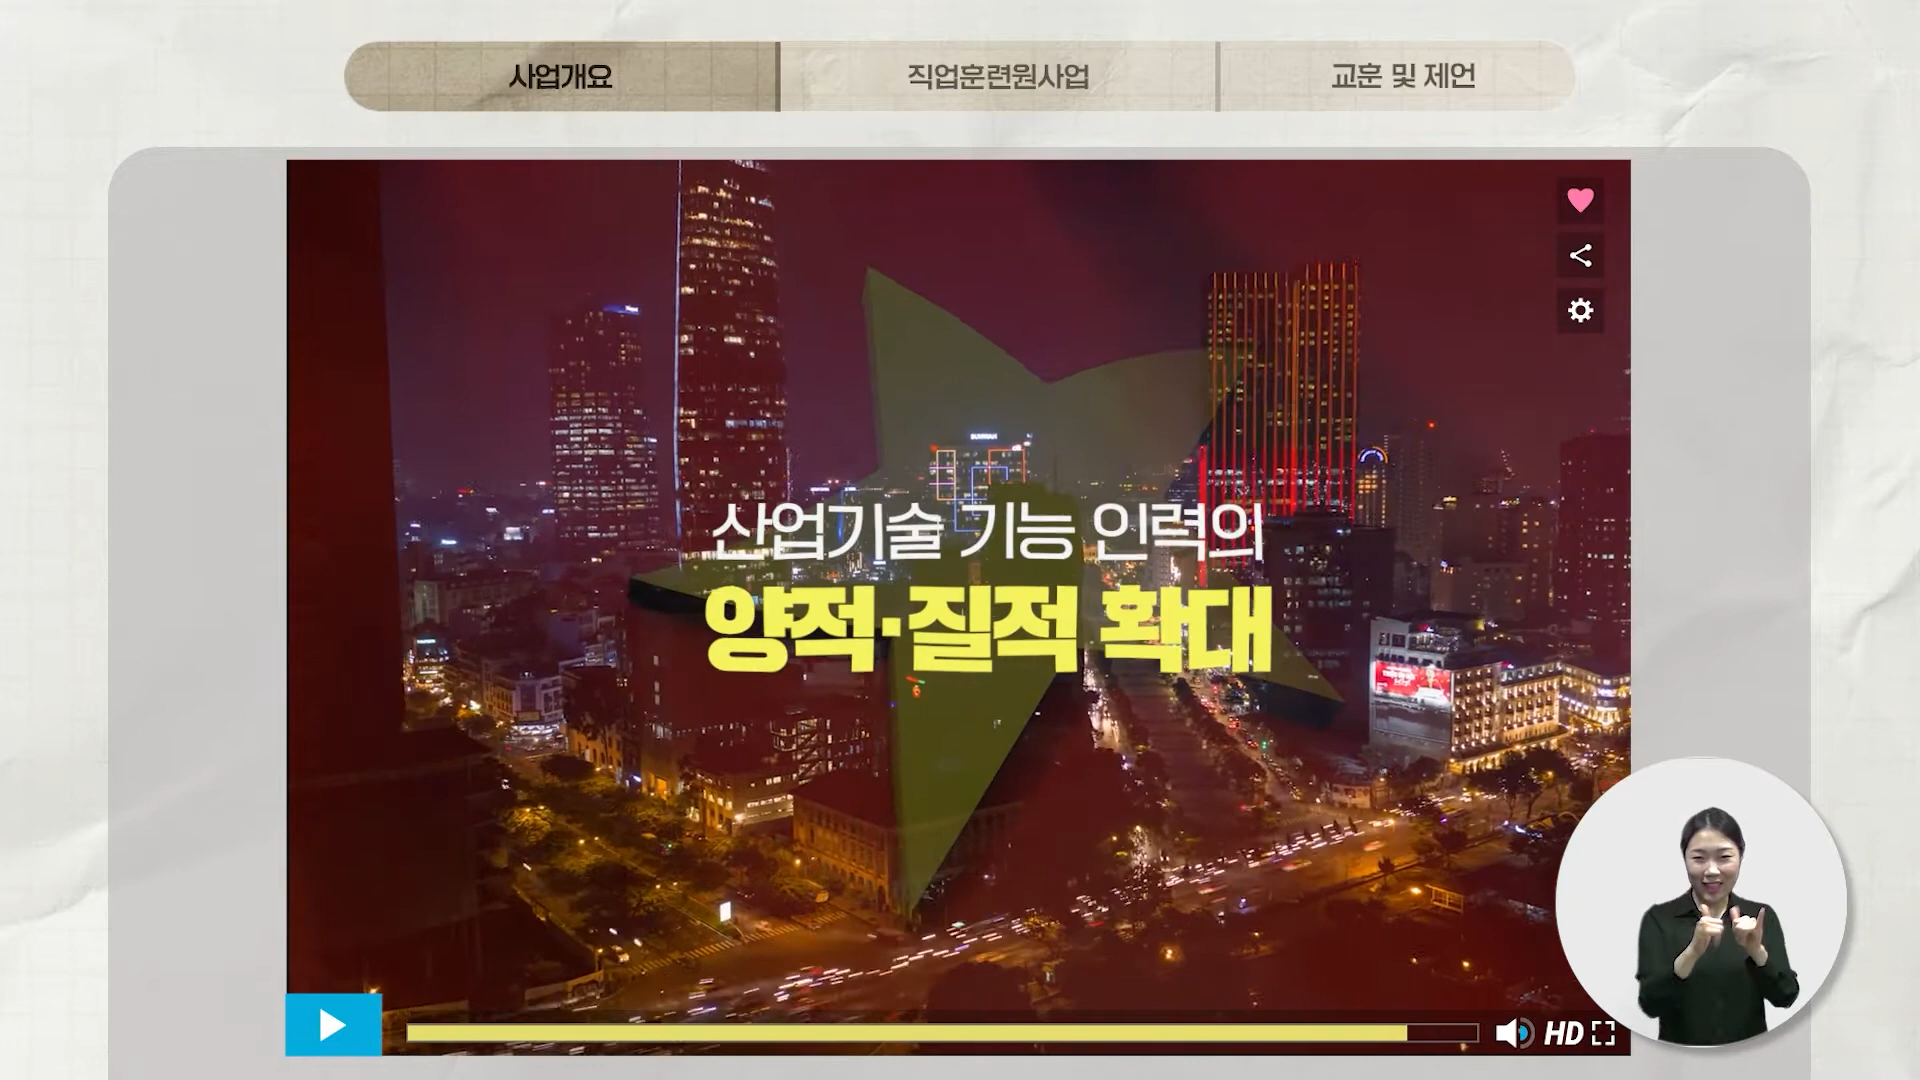 사업개요
직업훈련원사업
교훈 및 제언
산업기술 기능 인력의
양적·질적 확대
HD